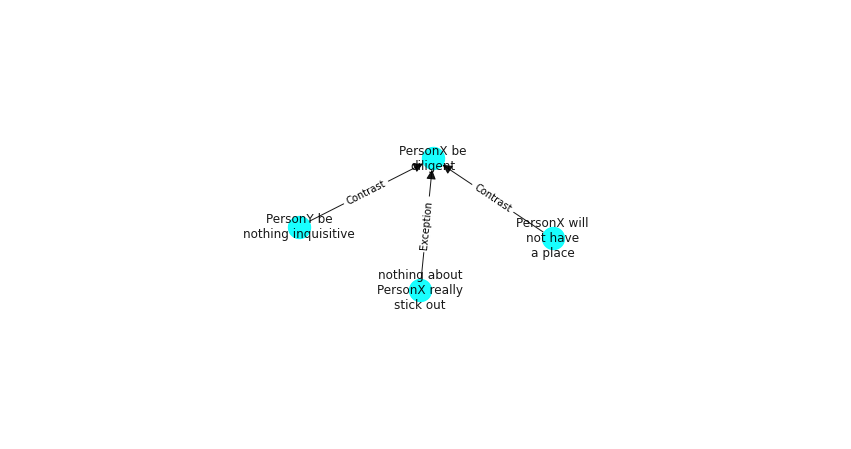 PersonX be
diligent
Contrast
Contrast
PersonY be
nothing inquisitive
Exception
PersonX will
not have
a place
nothing about
PersonX really
stick out